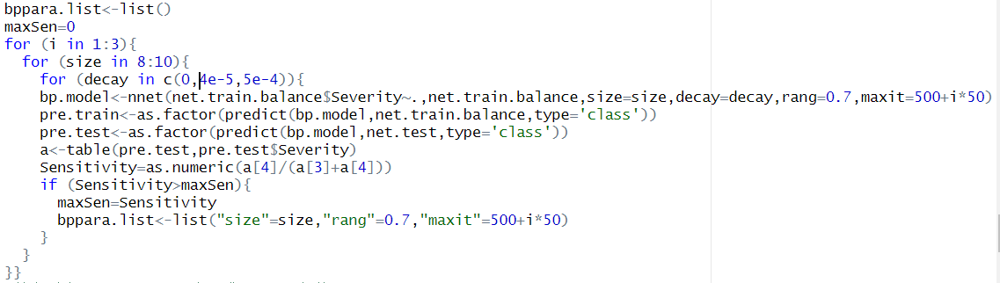 bppara.list<-list()
maxSen=0
for (i in 1:3){
  for (size in 8:10){
    for (decay in c(0,4e-5,5e-4)){
    bp.model<-nnet(net.train.balance$Severity~.,net.train.balance,size=size,decay=decay,rang=0.7,maxit=500+i*50)
    pre.train<-as.factor(predict(bp.model,net.train.balance,type='class'))
    pre.test<-as.factor(predict(bp.model,net.test,type='class'))
    a<-table(pre.test,pre.test$Severity)
    Sensitivity=as.numeric(a[4]/(a[3]+a[4]))
    if (Sensitivity>maxSen){
      maxSen=Sensitivity
      bppara.list<-list("size"=size,"rang"=0.7,"maxit"=500+i*50)
    }
  }
}}